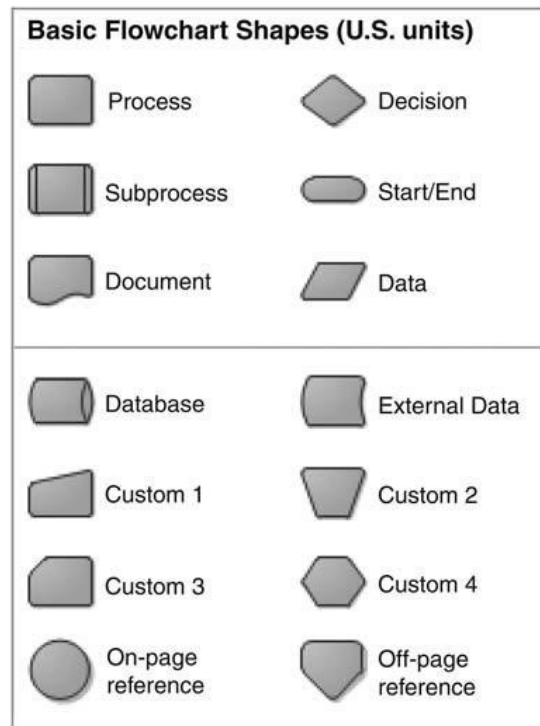 Basic Flowchart Shapes (U.S. units)
Process
Decision
Subprocess
Start/End
Document
Data
Database
External Data
Custom 1
Custom 2
Custom 3
Custom 4
On-page
reference
Off-page
reference